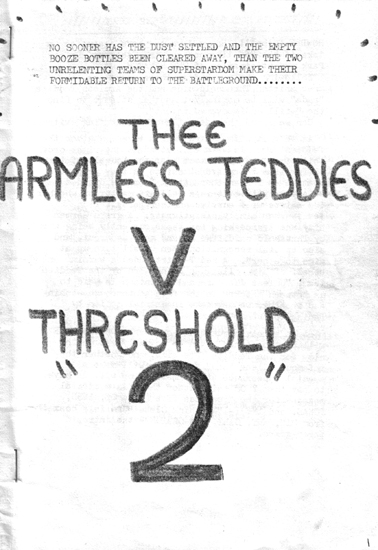 NO SOONER HAS THE DUST SETTLED AND THE EMPTY
BOOZE BOTTLES BEEN CLEARED AWAY, THAN THE TWO
UNRELENTING TEAMS OF SUPERSTARDOM MAKE THEIR
FORMIDABLE RETURN TO THE BATTLEGROUND........
THEE
ARMLESS TEDDIES
V
THRESHOLD
"2"